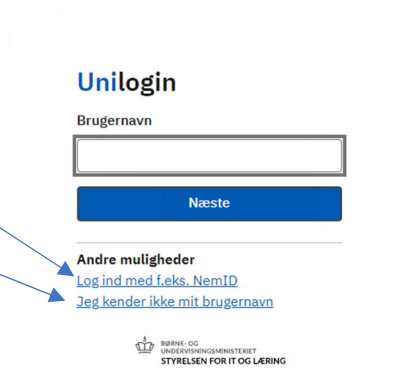 Unilogin
Brugernavn
Næste
Andre muligheder
Log ind med f.eks. NemID
Jeg kender ikke mit brugernavn
BØRNE- OG
UNDERVISNINGSMINISTERIET
STYRELSEN FOR IT OG LÆRING